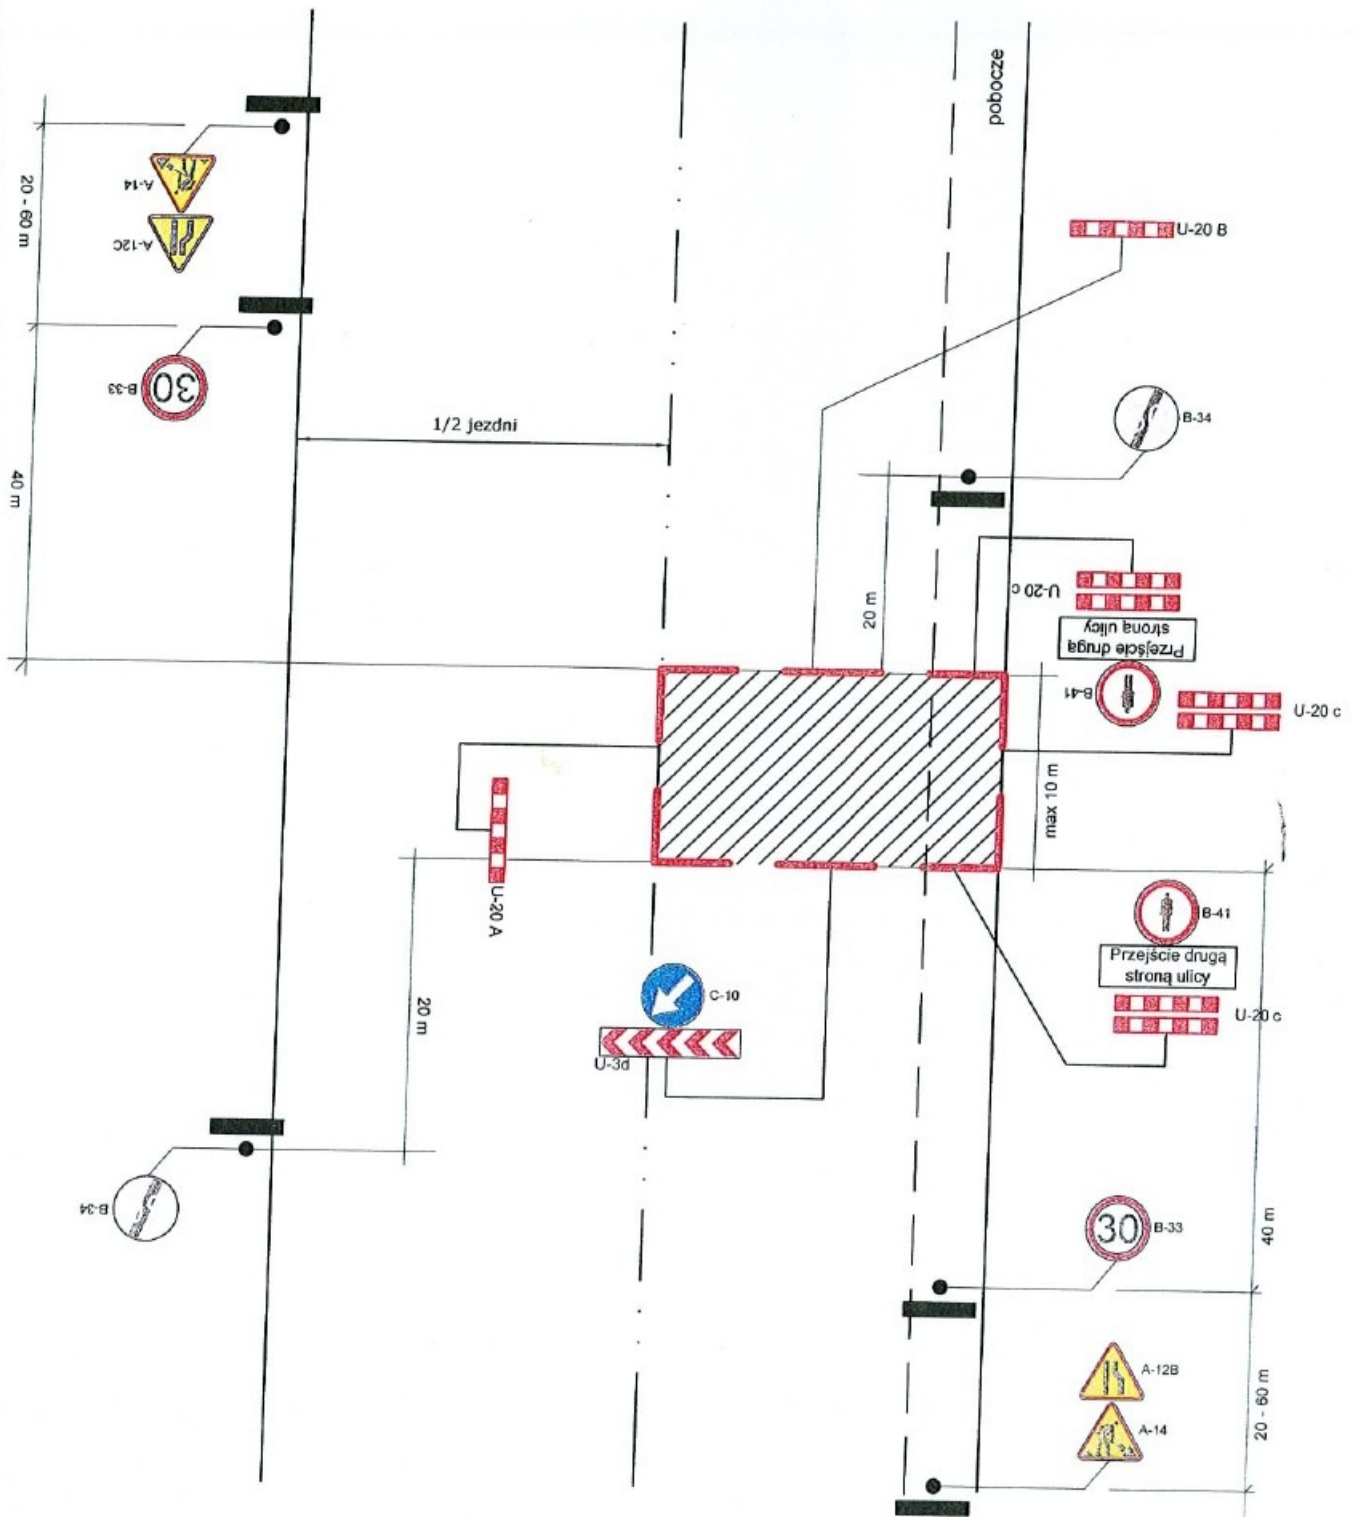 pobocze
A-14
A-12C
20 - 60 m
U-20 B
B-33
30
1/2 jezdni
B-34
40 m
20 m
U-20 c
Przejście drugą
stroną ulicy
B-41
U-20 c
max 10 m
U-20 A
B-41
Przejście drugą
stroną ulicy
U-20 c
C-10
U-3d
20 m
B-34
30
B-33
40 m
A-12B
A-14
20 - 60 m